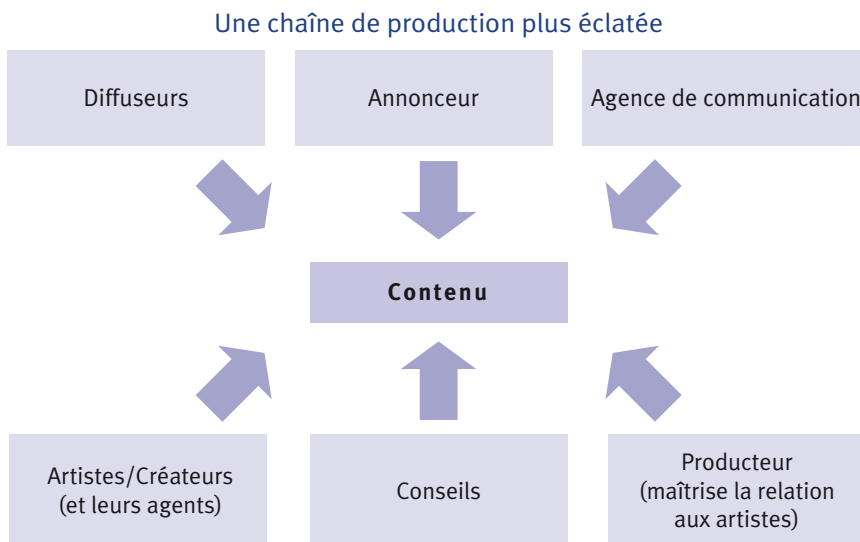 Une chaîne de production plus éclatée
Diffuseurs
Annonceur
Agence de communication
Contenu
Artistes/Créateurs
(et leurs agents)
Conseils
Producteur
(maîtrise la relation
aux artistes)